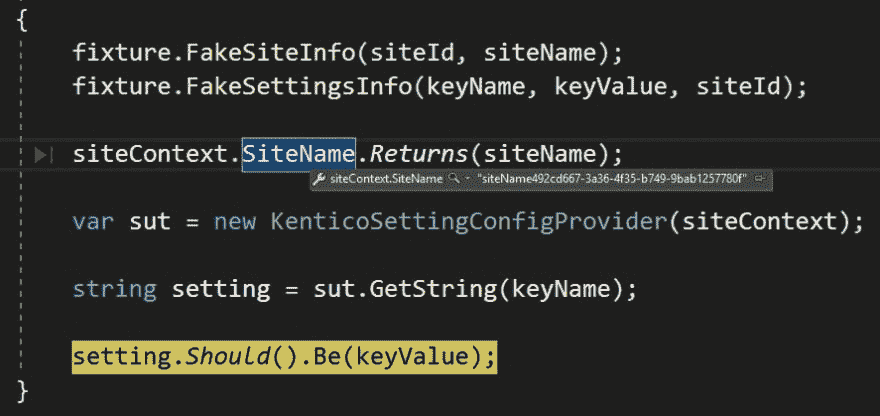 {
fixture.FakeSiteInfo(siteId, siteName);
fixture.FakeSettingsInfo(keyName, keyValue, siteId);
siteContext.SiteName.Returns(siteName);
siteContext.SiteName "siteName492cd667-3a36-4f35-b749-9bab1257780f"
var sut = new KenticoSettingConfigProvider(siteContext);
string setting = sut.GetString(keyName);
setting.Should().Be(keyValue);
}